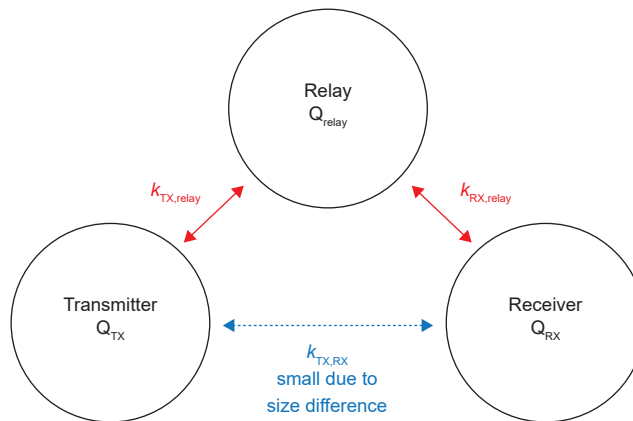 Relay
Q_relay
k_TX,relay
k_RX,relay
Transmitter
Q_TX
Receiver
Q_RX
k_TX,RX
small due to
size difference